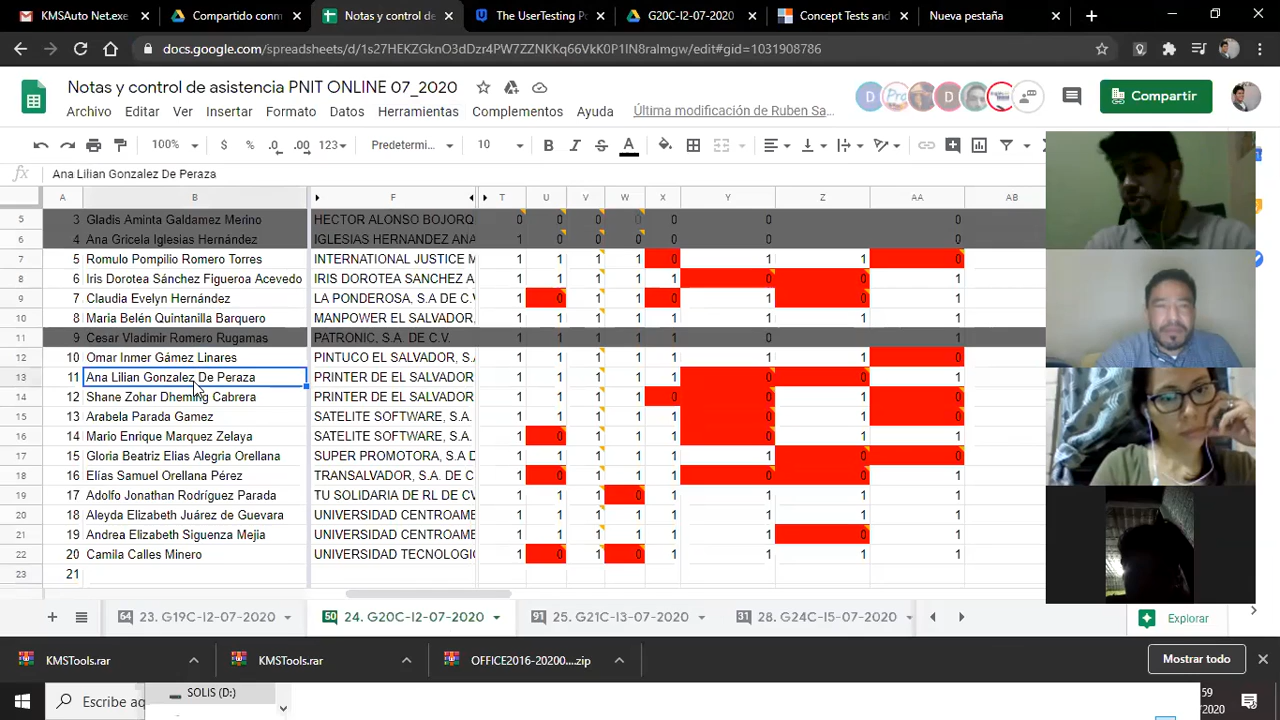 KMSAuto Net.ex
Compartido conn
Notas y control de
The UserTesting Po
G20C-I2-07-2020
Concept Tests and
Nueva pestaña
docs.google.com/spreadsheets/d/1s27HEKZGknO3dDzr4PW7ZZNKkq66VkK0P1lN8ralmgw/edit#gid=1031908786
Notas y control de asistencia PNIT ONLINE 07_2020
Compartir
Archivo Editar Ver Insertar Formato Datos Herramientas Complementos Ayuda Última modificación de Ruben Sa...
100% $ % .0 .00 123 Predetermi... 10 B I S A
fx Ana Lilian Gonzalez De Peraza
A B F T U V W X Y Z AA AB
5 3 Gladis Aminta Galdamez Merino HECTOR ALONSO BOJORQ 0 0 0 0 0 0 0 0
6 4 Ana Gricela Iglesias Hernández IGLESIAS HERNANDEZ ANA 1 0 0 0 0 0 0 0
7 5 Romulo Pompilio Romero Torres INTERNATIONAL JUSTICE M 1 1 1 1 0 1 1 0
8 6 Iris Dorotea Sánchez Figueroa Acevedo IRIS DOROTEA SANCHEZ A 1 1 1 1 1 0 0 1
9 7 Claudia Evelyn Hernández LA PONDEROSA, S.A DE C.V 1 0 1 1 0 1 0 1
10 8 Maria Belén Quintanilla Barquero MANPOWER EL SALVADOR 1 1 1 1 1 1 1 1
11 9 Cesar Vladimir Romero Rugamas PATRONIC, S.A. DE C.V. 1 1 1 1 1 0 0 0
12 10 Omar Inmer Gámez Linares PINTUCO EL SALVADOR, S 1 1 1 1 1 1 1 0
13 11 Ana Lilian Gonzalez De Peraza PRINTER DE EL SALVADOR 1 1 1 1 1 0 0 1
14 12 Shane Zohar Dheming Cabrera PRINTER DE EL SALVADOR 1 1 1 1 0 0 1 0
15 13 Arabela Parada Gamez SATELITE SOFTWARE, S.A. 1 1 1 1 1 0 1 0
16 14 Mario Enrique Marquez Zelaya SATELITE SOFTWARE, S.A. 1 0 1 1 1 0 1 1
17 15 Gloria Beatriz Elias Alegria Orellana SUPER PROMOTORA, S.A D 1 1 1 1 1 0 0 0
18 16 Elías Samuel Orellana Pérez TRANSALVADOR, S.A. DE C 1 0 1 1 1 0 0 1
19 17 Adolfo Jonathan Rodríguez Parada TU SOLIDARIA DE RL DE CV 1 1 1 0 1 1 1 1
20 18 Aleyda Elizabeth Juárez de Guevara UNIVERSIDAD CENTROAME 1 1 1 1 1 1 1 1
21 19 Andrea Elizabeth Siguenza Mejia UNIVERSIDAD CENTROAME 1 1 1 1 1 1 0 1
22 20 Camila Calles Minero UNIVERSIDAD TECNOLOGIC 1 0 1 0 1 1 1 1
23 21
64 23. G19C-I2-07-2020 50 24. G20C-I2-07-2020 91 25. G21C-I3-07-2020 31 28. G24C-I5-07-2020 Explorar
KMSTools.rar KMSTools.rar OFFICE2016-20200....zip Mostrar todo
Escribe aq SOLIS (D:) 59
2020